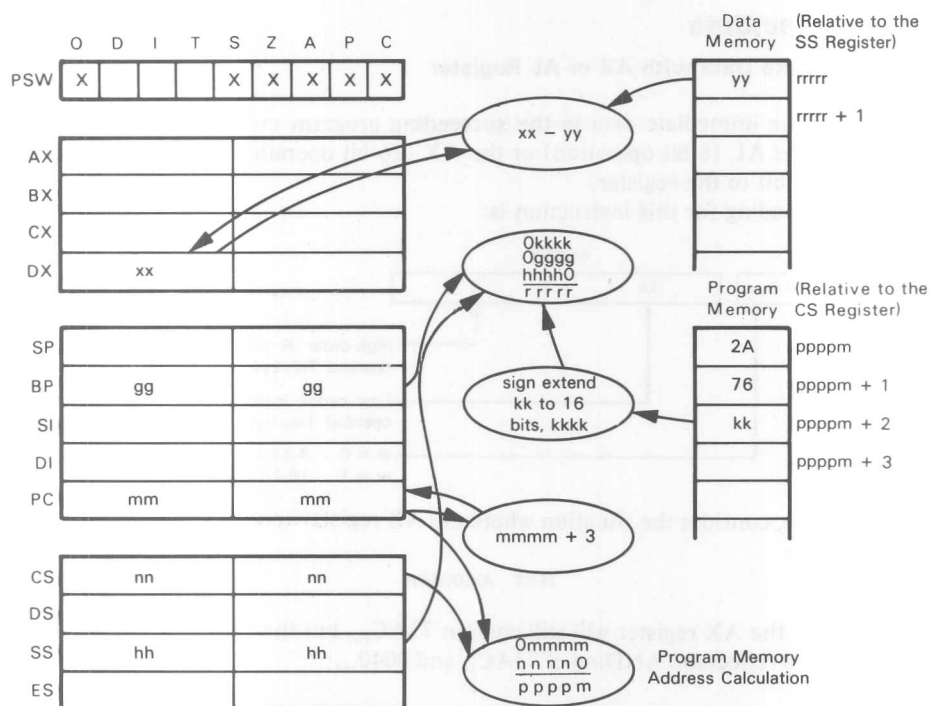 Data Memory (Relative to the SS Register)
O D I T S Z A P C
PSW X X X X X X
yy rrrrr
rrrrr + 1
xx – yy
AX
BX
CX
DX xx
0kkkk
0gggg
hhhh0
rrrrr
Program Memory (Relative to the CS Register)
SP
BP gg gg
SI
DI
PC mm mm
sign extend
kk to 16
bits, kkkk
2A ppppm
76 ppppm + 1
kk ppppm + 2
ppppm + 3
mmmm + 3
CS nn nn
DS
SS hh hh
ES
0mmmm
nnnn0
ppppm
Program Memory
Address Calculation